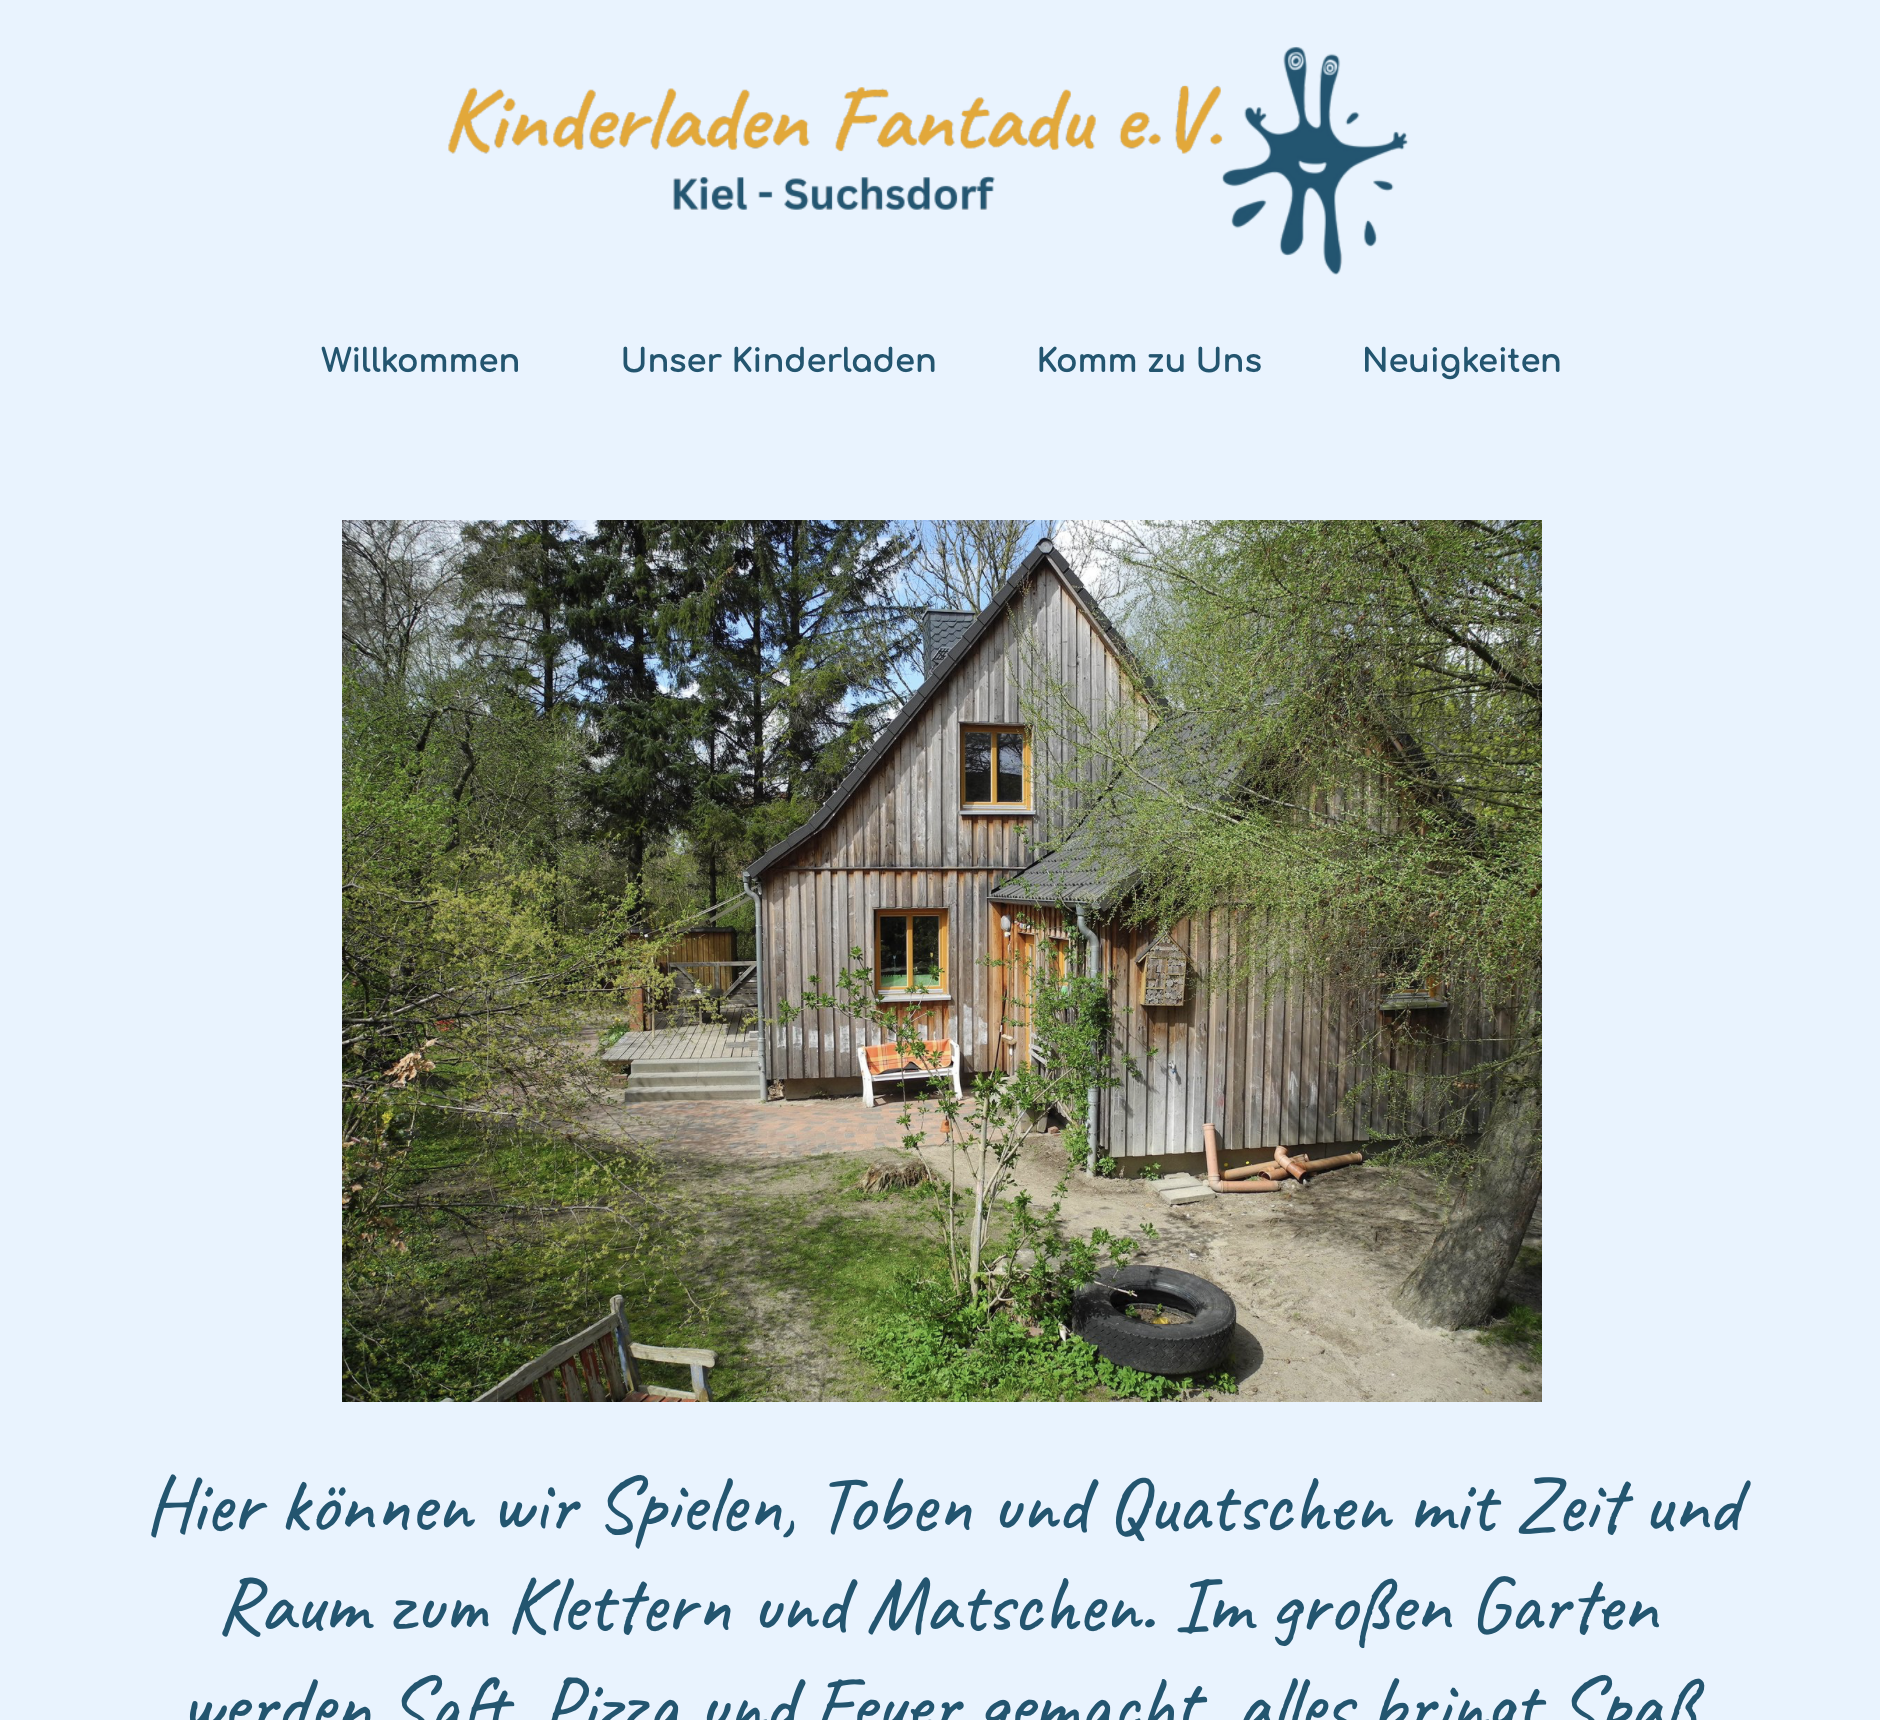 Kinderladen Fantadu e.V.
Kiel - Suchsdorf
Willkommen
Unser Kinderladen
Komm zu Uns
Neuigkeiten
Hier können wir Spielen, Toben und Quatschen mit Zeit und
Raum zum Klettern und Matschen. Im großen Garten
werden Saft, Pizza und Feuer gemacht, alles bringt Spaß